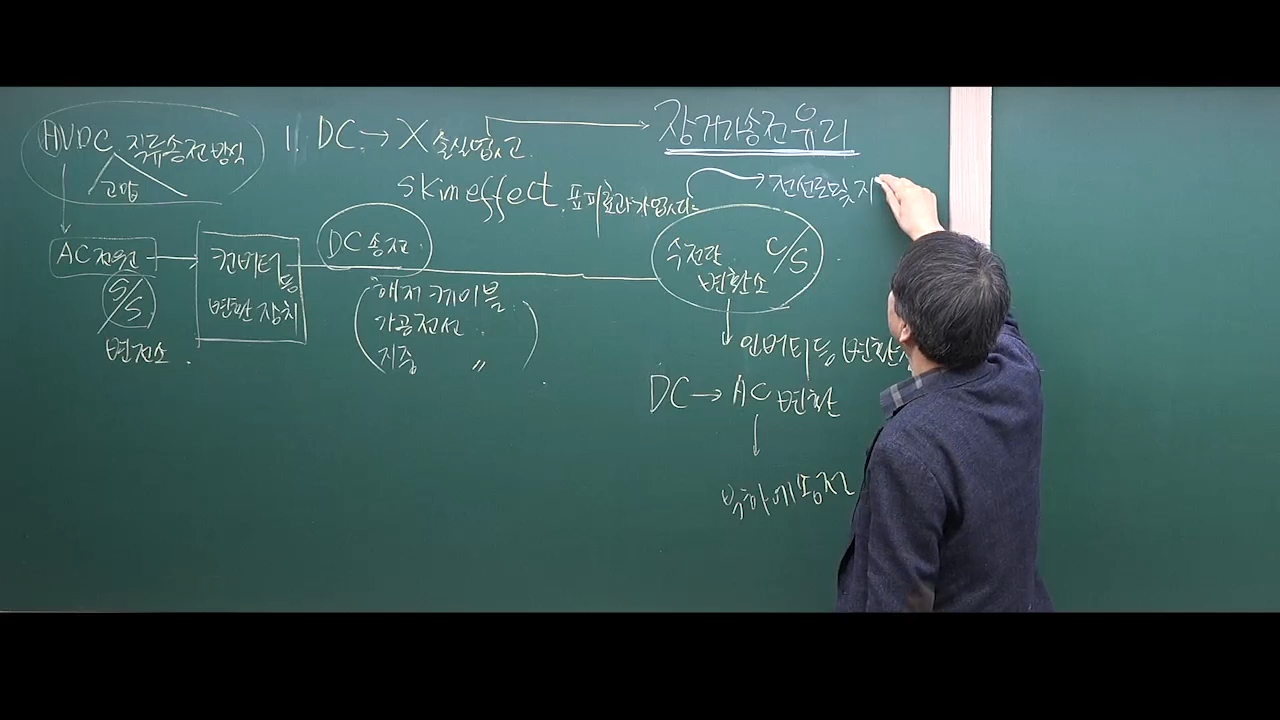 HVDC 직류송전방식
고압
1. DC → X 손실 없고
장거리송전유리
skin effect. 표피효과가 없다
전선로 및 지
AC 전원
S/S
변전소.
컨버터 등
변환장치
DC 송전
해저 케이블
가공전선
지중 〃
수전단 C/S
변환소
인버터 등 변환
DC → AC 변환
부하에 공급